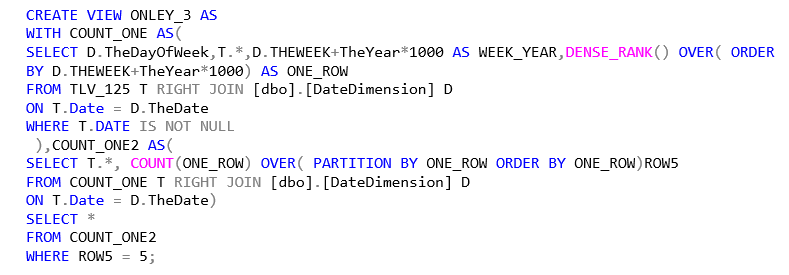 CREATE VIEW ONLEY_3 AS
WITH COUNT_ONE AS(
SELECT D.TheDayOfWeek,T.*,D.THEWEEK+TheYear*1000 AS WEEK_YEAR,DENSE_RANK() OVER( ORDER
BY D.THEWEEK+TheYear*1000) AS ONE_ROW
FROM TLV_125 T RIGHT JOIN [dbo].[DateDimension] D
ON T.Date = D.TheDate
WHERE T.DATE IS NOT NULL
),COUNT_ONE2 AS(
SELECT T.*, COUNT(ONE_ROW) OVER( PARTITION BY ONE_ROW ORDER BY ONE_ROW)ROW5
FROM COUNT_ONE T RIGHT JOIN [dbo].[DateDimension] D
ON T.Date = D.TheDate)
SELECT *
FROM COUNT_ONE2
WHERE ROW5 = 5;